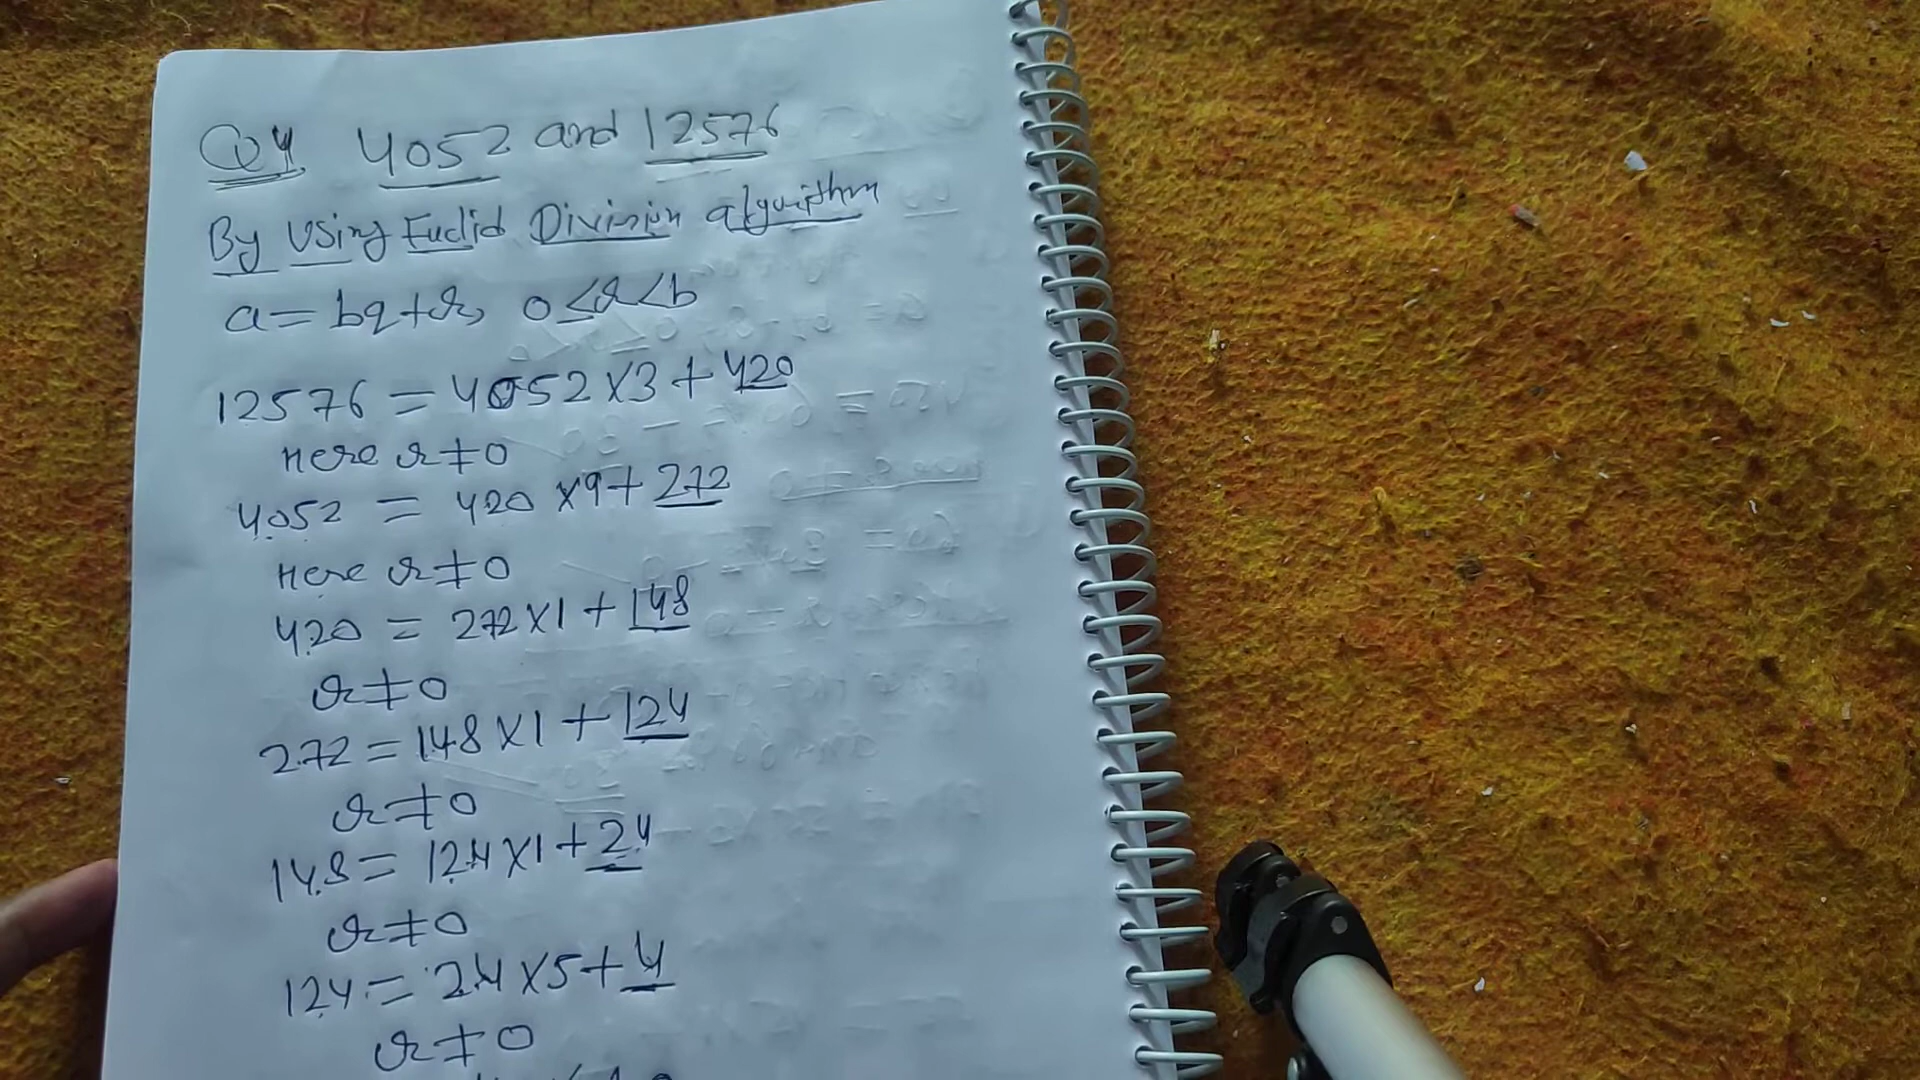 Q4 4052 and 12576
By Using Euclid Division algorithm
a = bq + r, 0 ≤ r < b
12576 = 4052 × 3 + 420
Here r ≠ 0
4052 = 420 × 9 + 272
Here r ≠ 0
420 = 272 × 1 + 148
r ≠ 0
272 = 148 × 1 + 124
r ≠ 0
148 = 124 × 1 + 24
r ≠ 0
124 = 24 × 5 + 4
r ≠ 0